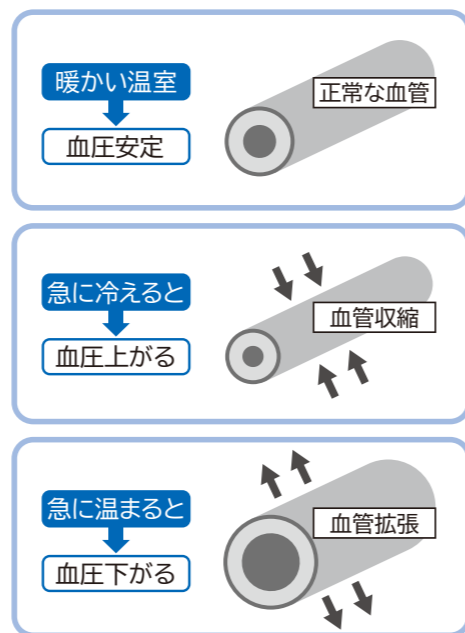 暖かい温室
血圧安定
正常な血管
急に冷えると
血圧上がる
血管収縮
急に温まると
血圧下がる
血管拡張